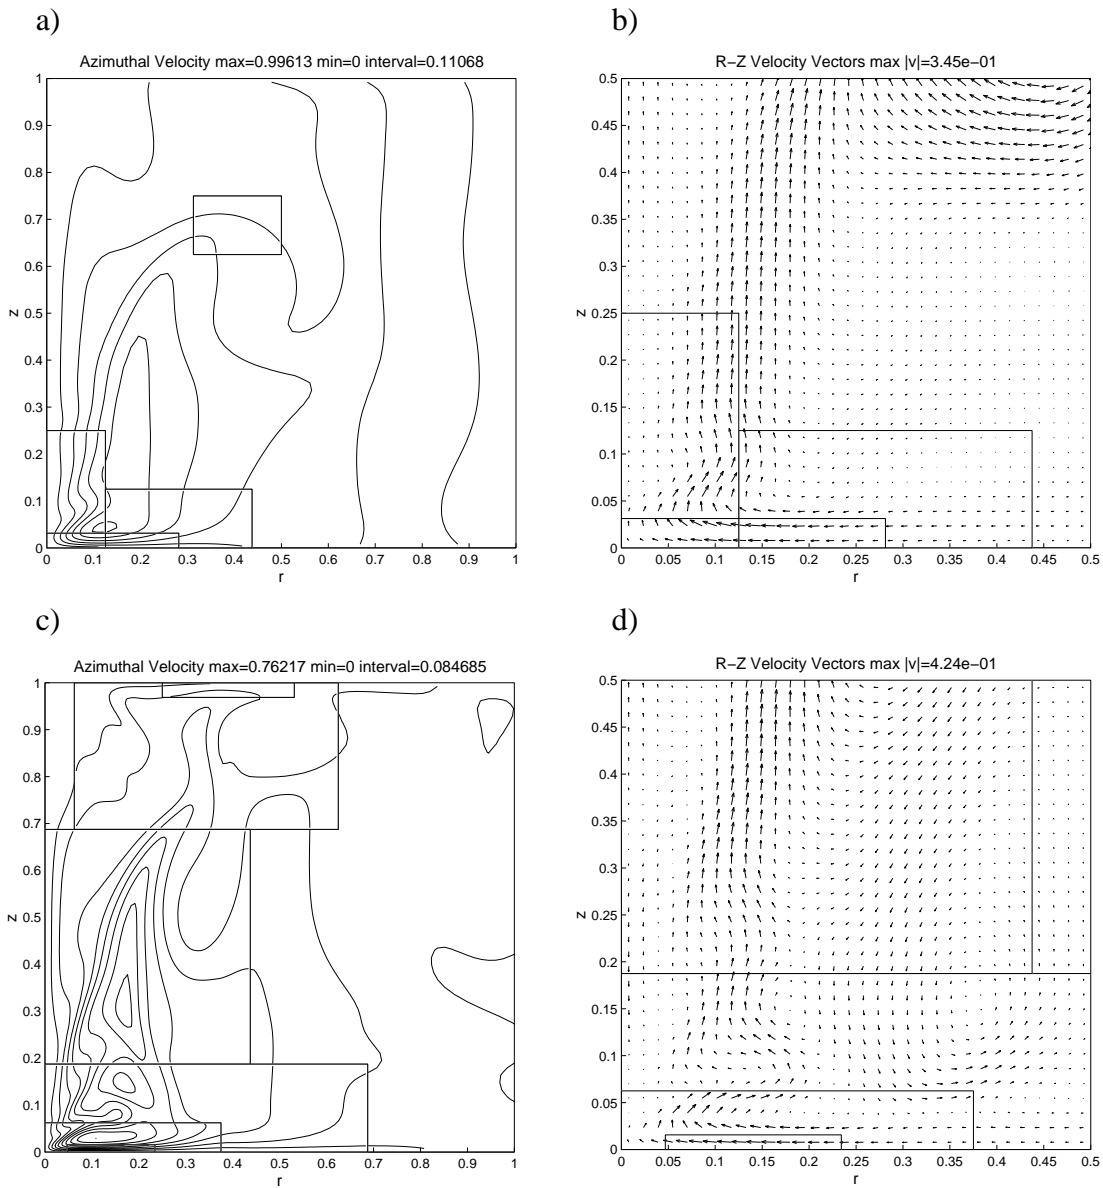 a)
Azimuthal Velocity max=0.99613 min=0 interval=0.11068
1
0.9
0.8
0.7
0.6
0.5
0.4
0.3
0.2
0.1
0
z
0 0.1 0.2 0.3 0.4 0.5 0.6 0.7 0.8 0.9 1
r
b)
R−Z Velocity Vectors max |v|=3.45e−01
0.5
0.45
0.4
0.35
0.3
0.25
0.2
0.15
0.1
0.05
0
z
0 0.05 0.1 0.15 0.2 0.25 0.3 0.35 0.4 0.45 0.5
r
c)
Azimuthal Velocity max=0.76217 min=0 interval=0.084685
1
0.9
0.8
0.7
0.6
0.5
0.4
0.3
0.2
0.1
0
z
0 0.1 0.2 0.3 0.4 0.5 0.6 0.7 0.8 0.9 1
r
d)
R−Z Velocity Vectors max |v|=4.24e−01
0.5
0.45
0.4
0.35
0.3
0.25
0.2
0.15
0.1
0.05
0
z
0 0.05 0.1 0.15 0.2 0.25 0.3 0.35 0.4 0.45 0.5
r